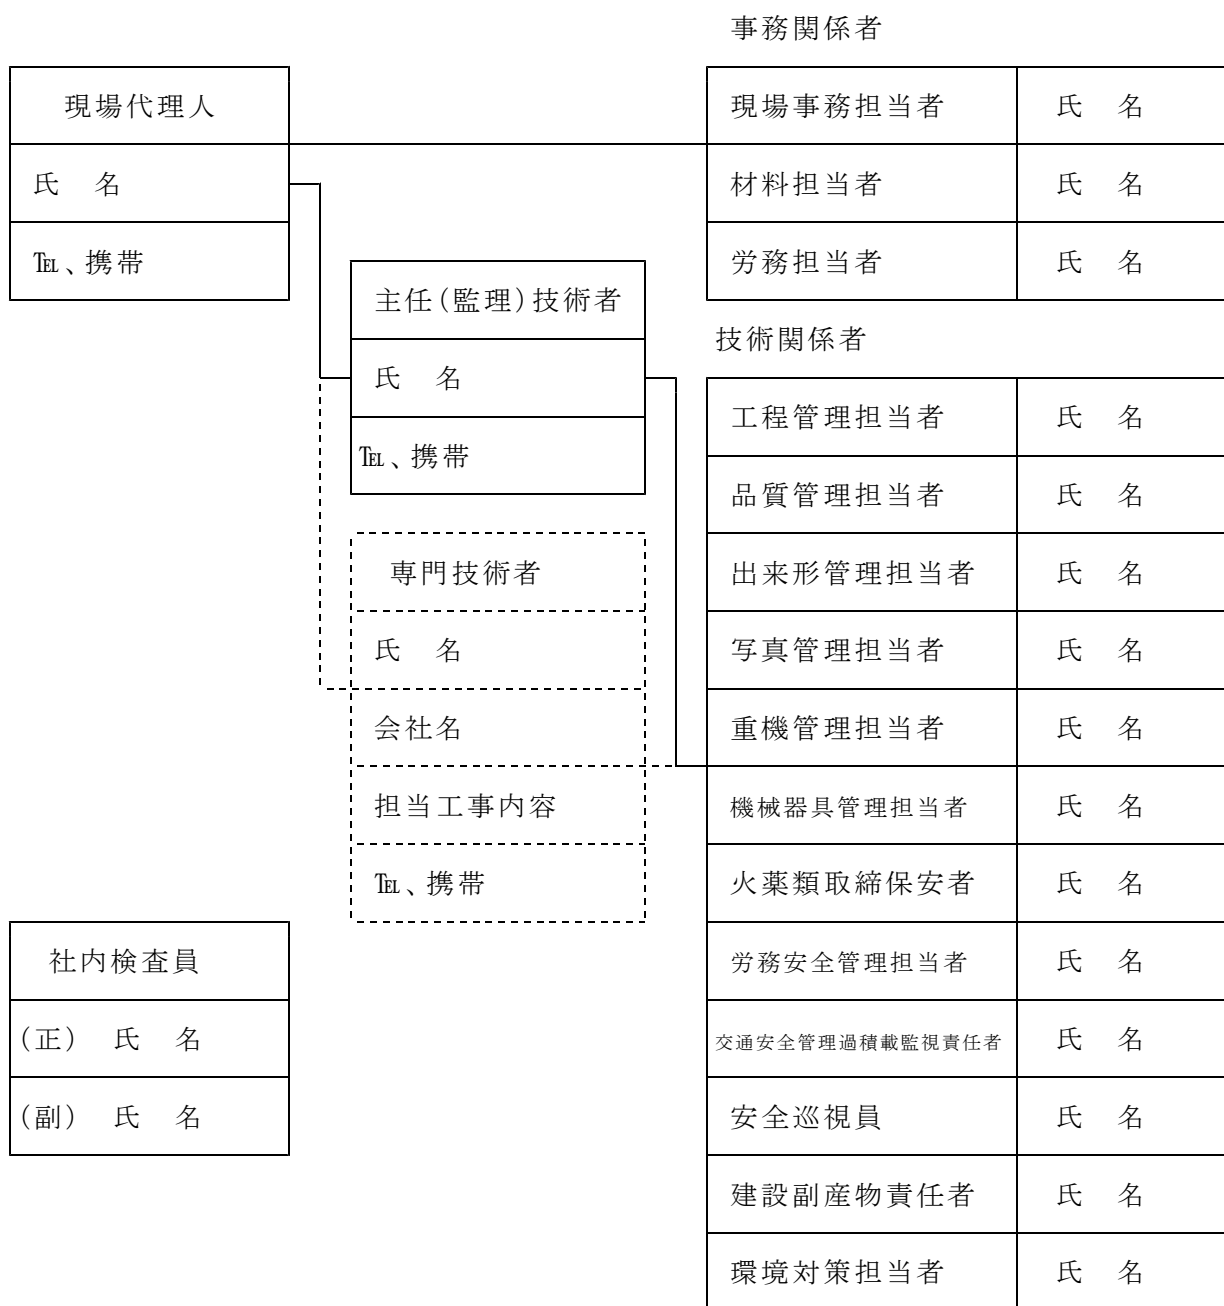 事務関係者
現場代理人
氏 名
℡、携帯
現場事務担当者 氏 名
材料担当者 氏 名
労務担当者 氏 名
主任(監理)技術者
氏 名
℡、携帯
専門技術者
氏 名
会社名
担当工事内容
℡、携帯
技術関係者
工程管理担当者 氏 名
品質管理担当者 氏 名
出来形管理担当者 氏 名
写真管理担当者 氏 名
重機管理担当者 氏 名
機械器具管理担当者 氏 名
火薬類取締保安者 氏 名
労務安全管理担当者 氏 名
交通安全管理過積載監視責任者 氏 名
安全巡視員 氏 名
建設副産物責任者 氏 名
環境対策担当者 氏 名
社内検査員
(正) 氏 名
(副) 氏 名